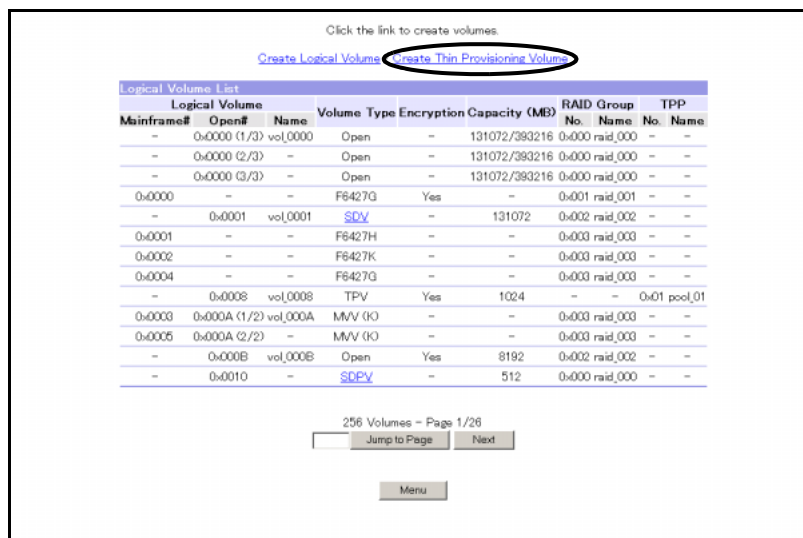 Click the link to create volumes.
Create Logical Volume Create Thin Provisioning Volume
Logical Volume List
Logical Volume Volume Type Encryption Capacity (MB) RAID Group TPP
Mainframe# Open# Name No. Name No. Name
- 0x0000 (1/3) vol_0000 Open - 131072/393216 0x000 raid_000 - -
- 0x0000 (2/3) - Open - 131072/393216 0x000 raid_000 - -
- 0x0000 (3/3) - Open - 131072/393216 0x000 raid_000 - -
0x0000 - - F6427G Yes - 0x001 raid_001 - -
- 0x0001 vol_0001 SDV - 131072 0x002 raid_002 - -
0x0001 - - F6427H - - 0x003 raid_003 - -
0x0002 - - F6427K - - 0x003 raid_003 - -
0x0004 - - F6427G - - 0x003 raid_003 - -
- 0x0008 vol_0008 TPV Yes 1024 - - 0x01 pool_01
0x0003 0x000A (1/2) vol_000A MVV (K) - - 0x003 raid_003 - -
0x0005 0x000A (2/2) - MVV (K) - - 0x003 raid_003 - -
- 0x000B vol_000B Open Yes 8192 0x002 raid_002 - -
- 0x0010 - SDPV - 512 0x000 raid_000 - -
256 Volumes - Page 1/26
Jump to Page Next
Menu